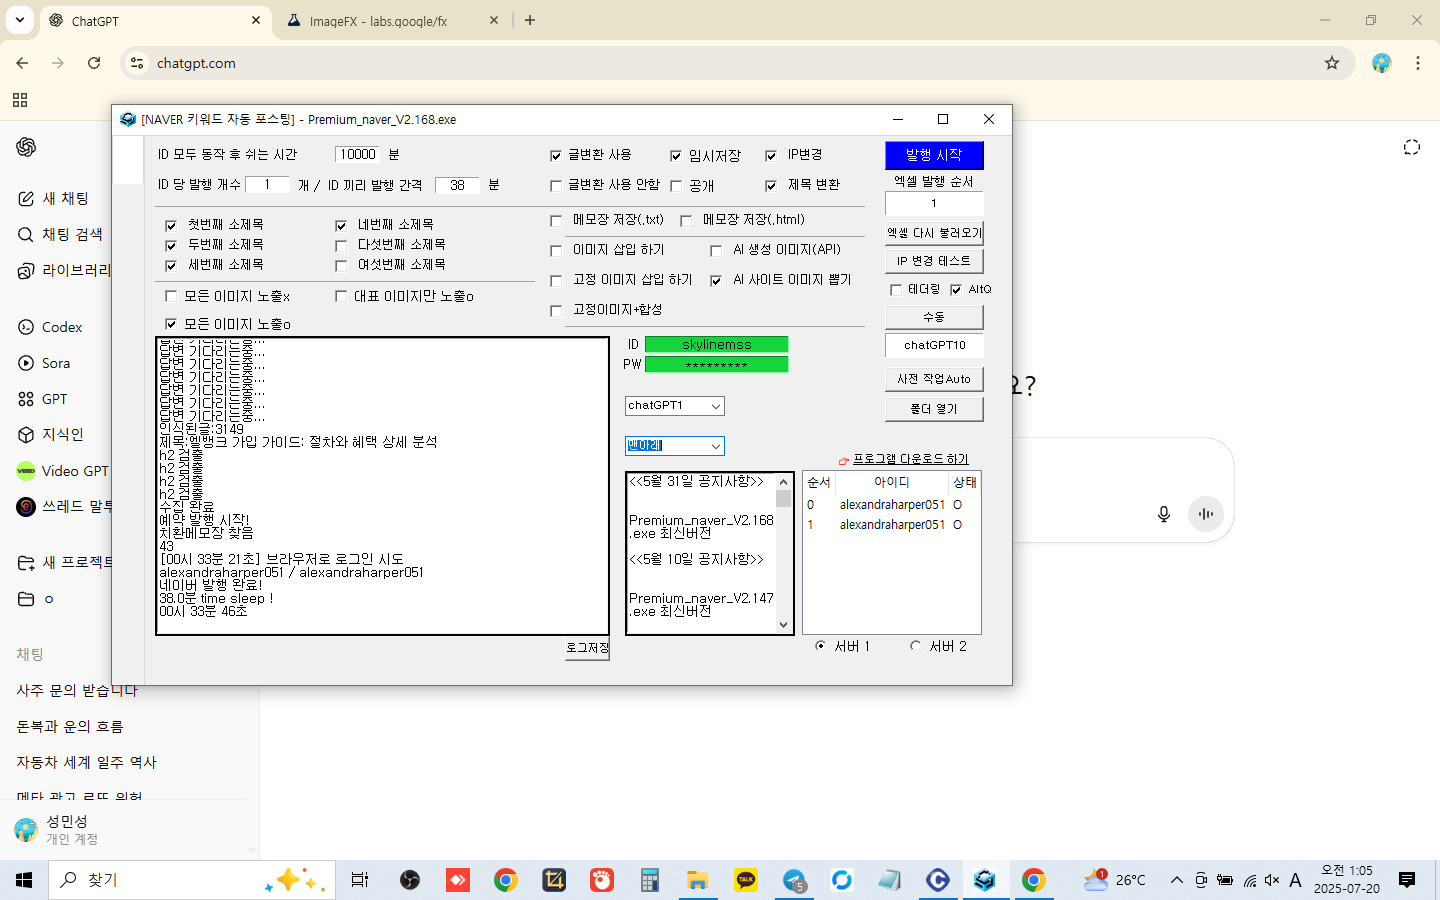 ChatGPT
ImageFX - labs.google/fx
chatgpt.com
[NAVER 키워드 자동 포스팅] - Premium_naver_V2.168.exe
ID 모두 동작 후 쉬는 시간 10000 분
ID 당 발행 개수 1 개 / ID 끼리 발행 간격 38 분
글변환 사용 임시저장 IP변경
글변환 사용 안함 공개 제목 변환
발행 시작
엑셀 발행 순서
1
엑셀 다시 불러오기
IP 변경 테스트
테더링 AltQ
수동
chatGPT10
사전 작업Auto
폴더 열기
첫번째 소제목 네번째 소제목
두번째 소제목 다섯번째 소제목
세번째 소제목 여섯번째 소제목
모든 이미지 노출x 대표 이미지만 노출o
모든 이미지 노출o
메모장 저장(.txt) 메모장 저장(.html)
이미지 삽입 하기 AI 생성 이미지(API)
고정 이미지 삽입 하기 AI 사이트 이미지 뽑기
고정이미지+합성
답변 기다리는중...
답변 기다리는중...
답변 기다리는중...
답변 기다리는중...
답변 기다리는중...
답변 기다리는중...
인식된글:3149
제목:엘뱅크 가입 가이드: 절차와 혜택 상세 분석
h2 검출
h2 검출
h2 검출
h2 검출
수집 완료
예약 발행 시작!
치환메모장 찾음
43
[00시 33분 21초] 브라우저로 로그인 시도
alexandraharper051 / alexandraharper051
네이버 발행 완료!
38.0분 time sleep !
00시 33분 46초
로그저장
ID skylinemss
PW *********
chatGPT1
맨아래
<<5월 31일 공지사항>>
Premium_naver_V2.168
.exe 최신버전
<<5월 10일 공지사항>>
Premium_naver_V2.147
.exe 최신버전
프로그램 다운로드 하기
순서 아이디 상태
0 alexandraharper051 O
1 alexandraharper051 O
서버 1 서버 2
요?
새 채팅
채팅 검색
라이브러리
Codex
Sora
GPT
지식인
VEED
Video GPT
쓰레드 말투
새 프로젝트
ㅇ
채팅
사주 문의 받습니다
돈복과 운의 흐름
자동차 세계 일주 역사
메타 광고 로또 위험
성민성
개인 계정
찾기
TALK
5
1
26°C
A
오전 1:05
2025-07-20